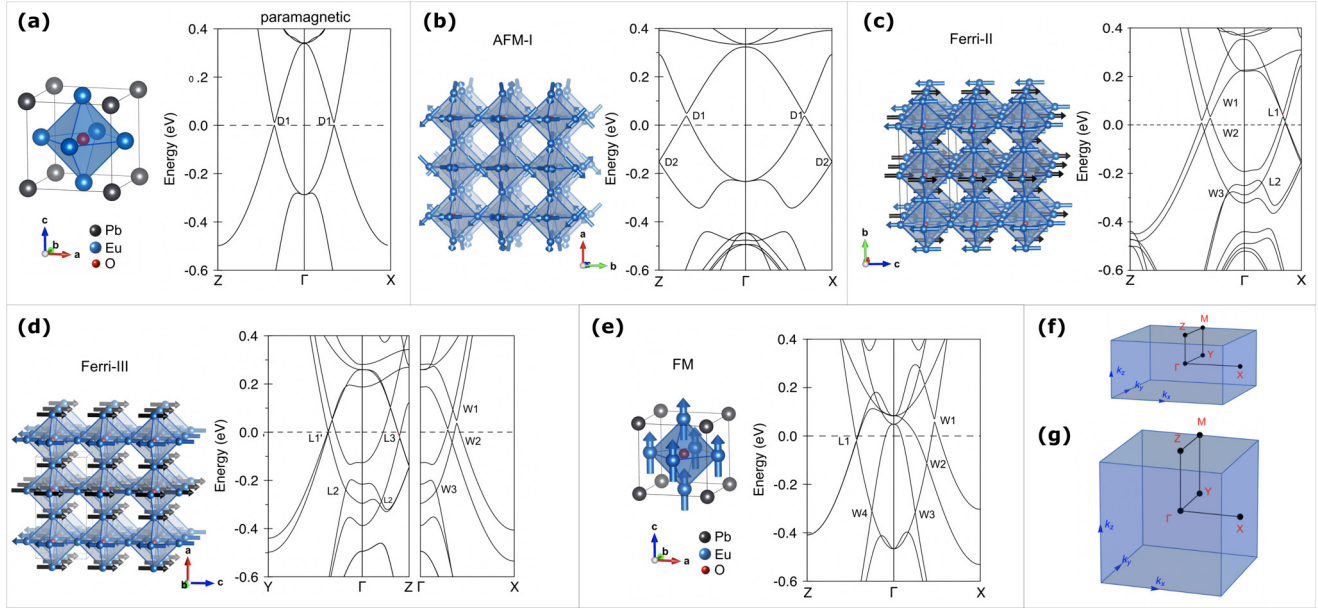 (a)
paramagnetic
Energy (eV)
0.4
0.2
0.0
-0.2
-0.4
-0.6
D1
D1
Z
Γ
X
c
b
a
Pb
Eu
O
(b)
AFM-I
Energy (eV)
0.4
0.2
0.0
-0.2
-0.4
-0.6
D1
D1
D2
D2
Z
Γ
X
a
b
(c)
Ferri-II
Energy (eV)
0.4
0.2
0.0
-0.2
-0.4
-0.6
W1
L1
W2
W3
L2
Z
Γ
X
b
c
(d)
Ferri-III
Energy (eV)
0.4
0.2
0.0
-0.2
-0.4
-0.6
W1
L1'
L3
W2
L2
L2
W3
Y
Γ
Z
Γ
X
a
b
c
(e)
FM
Energy (eV)
0.4
0.2
0.0
-0.2
-0.4
-0.6
L1
W1
W2
W4
W3
Z
Γ
X
c
b
a
Pb
Eu
O
(f)
Z
M
Γ
Y
X
kz
ky
kx
(g)
M
Z
Y
Γ
X
kz
ky
kx